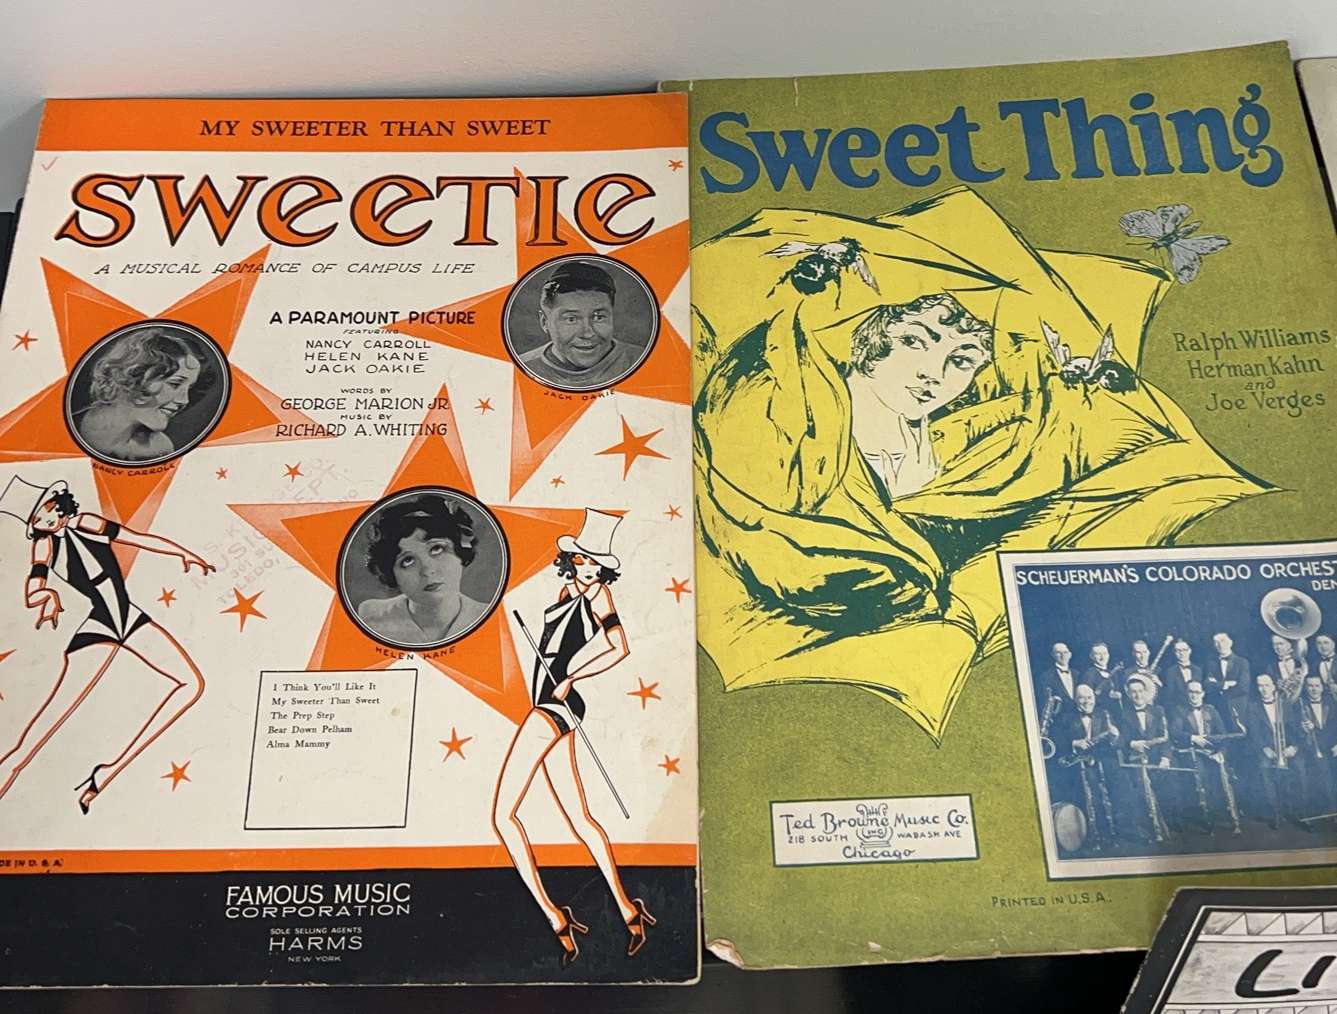 MY SWEETER THAN SWEET
SWEETIE
A MUSICAL ROMANCE OF CAMPUS LIFE
A PARAMOUNT PICTURE
FEATURING
NANCY CARROLL
HELEN KANE
JACK OAKIE
WORDS BY
GEORGE MARION JR
MUSIC BY
RICHARD A. WHITING
JACK OAKIE
NANCY CARROLL
HELEN KANE
I Think You'll Like It
My Sweeter Than Sweet
The Prep Step
Bear Down Pelham
Alma Mammy
DE IN U. S. A.
FAMOUS MUSIC
CORPORATION
SOLE SELLING AGENTS
HARMS
NEW YORK
Sweet Thing
Ralph Williams
Herman Kahn
and
Joe Verges
SCHEUERMAN'S COLORADO ORCHEST
DEN
Ted Browne Music Co.
218 SOUTH WABASH AVE
Chicago
PRINTED IN U.S.A.
LI